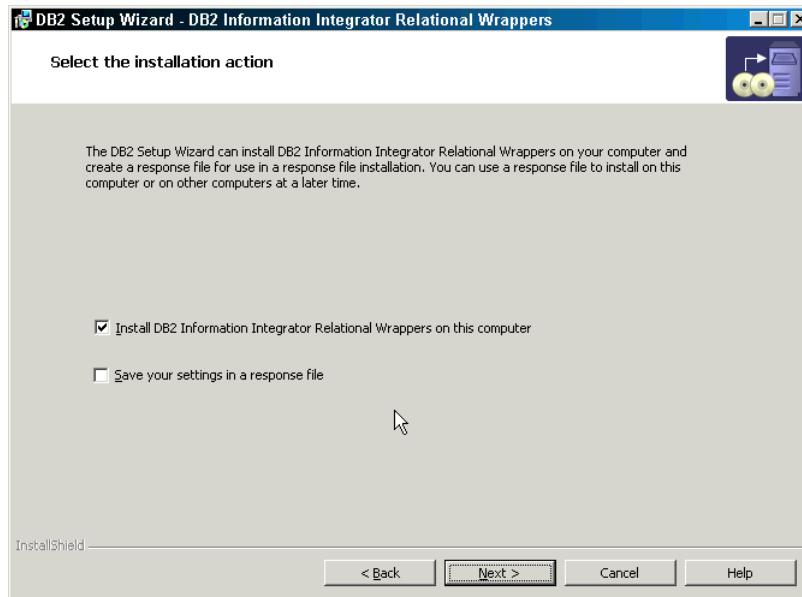 DB2 Setup Wizard - DB2 Information Integrator Relational Wrappers
Select the installation action
The DB2 Setup Wizard can install DB2 Information Integrator Relational Wrappers on your computer and
create a response file for use in a response file installation. You can use a response file to install on this
computer or on other computers at a later time.
Install DB2 Information Integrator Relational Wrappers on this computer
Save your settings in a response file
InstallShield
< Back Next > Cancel Help